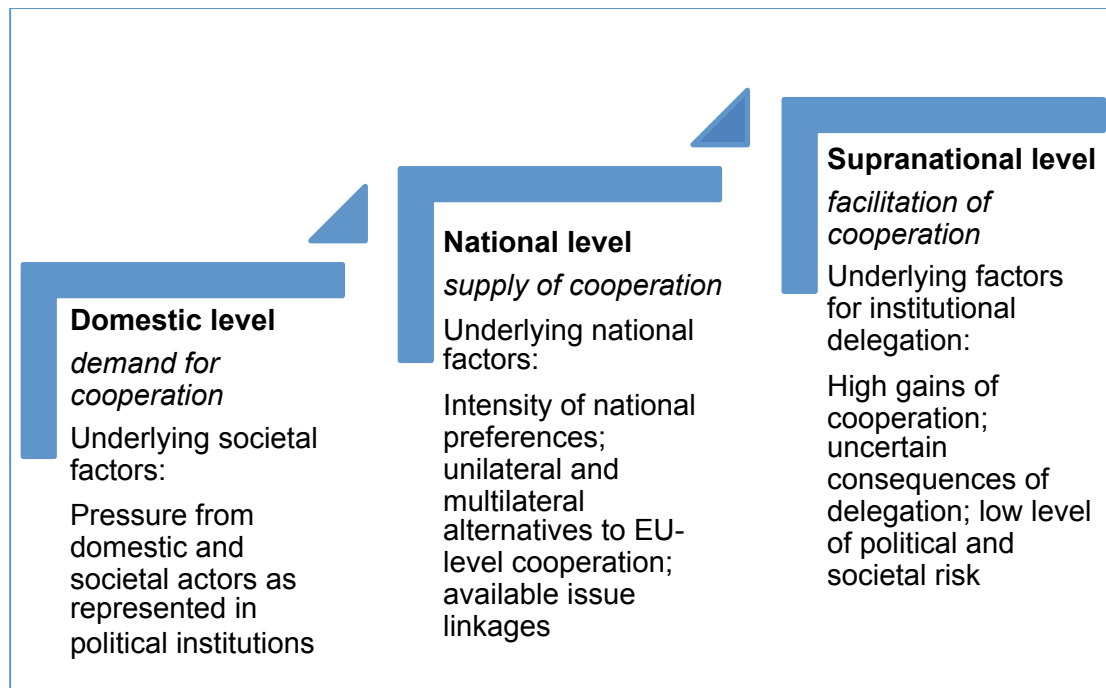 Domestic level
demand for
cooperation
Underlying societal
factors:
Pressure from
domestic and
societal actors as
represented in
political institutions
National level
supply of cooperation
Underlying national
factors:
Intensity of national
preferences;
unilateral and
multilateral
alternatives to EU-
level cooperation;
available issue
linkages
Supranational level
facilitation of
cooperation
Underlying factors
for institutional
delegation:
High gains of
cooperation;
uncertain
consequences of
delegation; low level
of political and
societal risk